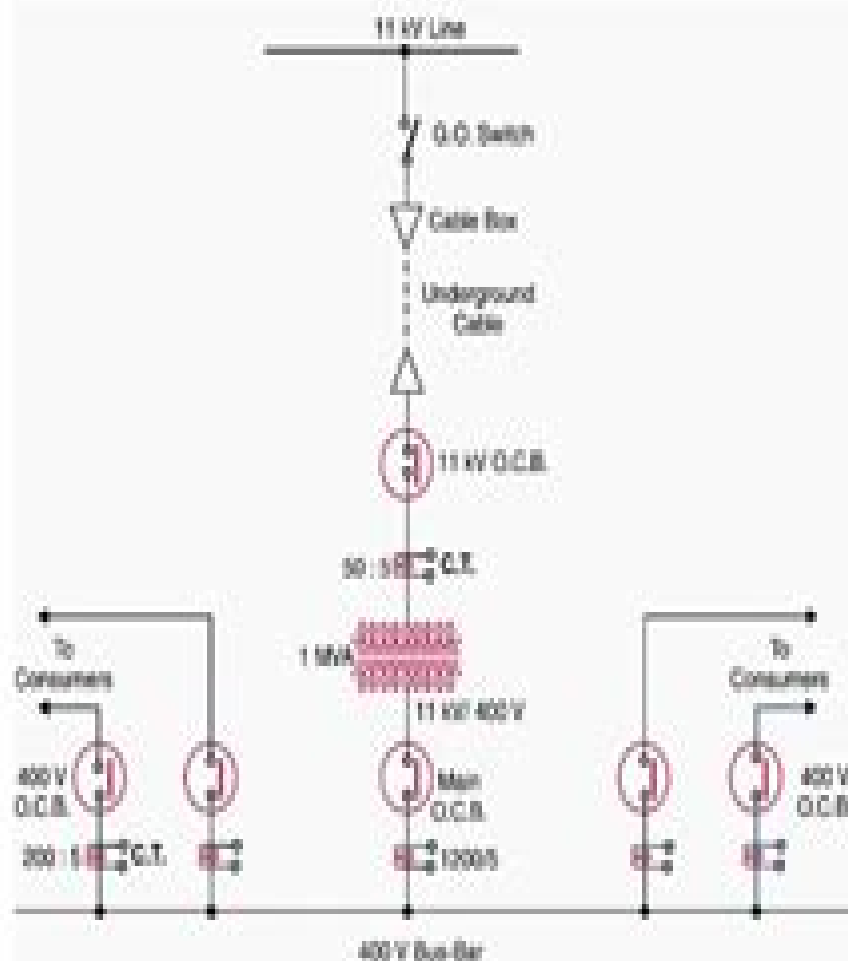 11 kV Line
G.O. Switch
Cable Box
Underground
Cable
11 kV O.C.B.
50 : 5
C.T.
To
Consumers
1 MVA
To
Consumers
11 kV/ 400 V
400 V
O.C.B.
Main
O.C.B.
400 V
O.C.B.
200 : 5
C.T.
1200/5
400 V Bus-Bar